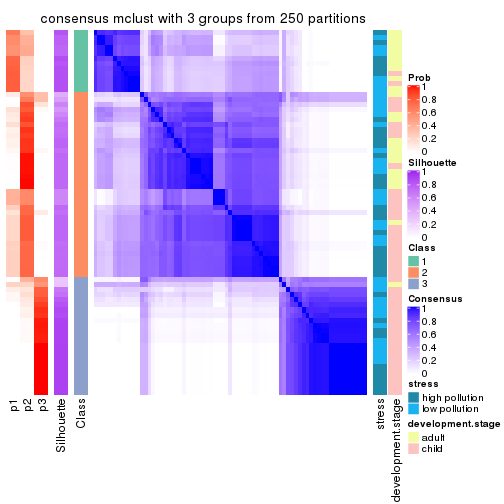 consensus mclust with 3 groups from 250 partitions
Prob
1
0.8
0.6
0.4
0.2
0
Silhouette
1
0.8
0.6
0.4
0.2
0
Class
1
2
3
Consensus
1
0.8
0.6
0.4
0.2
0
stress
high pollution
low pollution
development.stage
adult
child
p1
p2
p3
Silhouette
Class
stress
development.stage